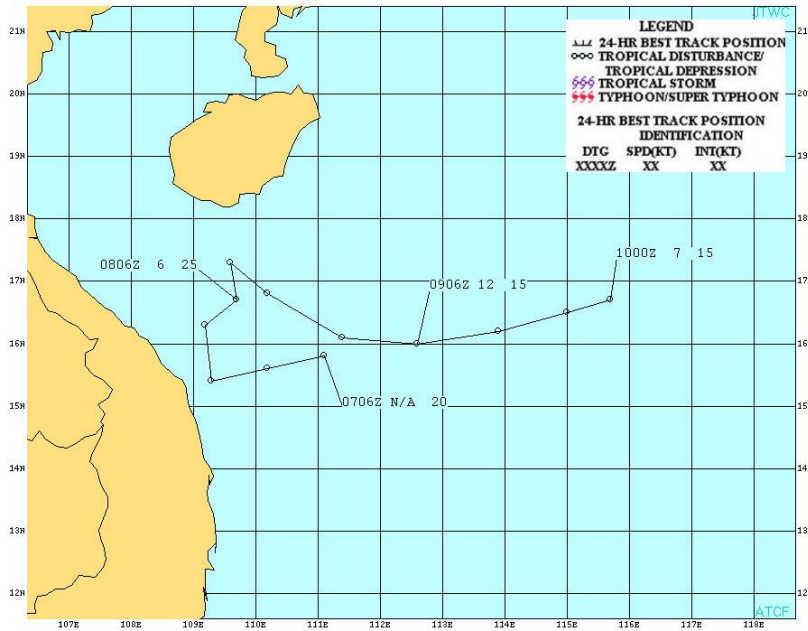 JTWC
LEGEND
24-HR BEST TRACK POSITION
TROPICAL DISTURBANCE/
TROPICAL DEPRESSION
TROPICAL STORM
TYPHOON/SUPER TYPHOON
24-HR BEST TRACK POSITION
IDENTIFICATION
DTG SPD(KT) INT(KT)
XXXXZ XX XX
21N
20N
19N
18N
17N
16N
15N
14N
13N
12N
21
20
19
18
17
16
15
14
13
12
1000Z 7 15
0806Z 6 25
0906Z 12 15
0706Z N/A 20
ATCF
107E 108E 109E 110E 111E 112E 113E 114E 115E 116E 117E 118E